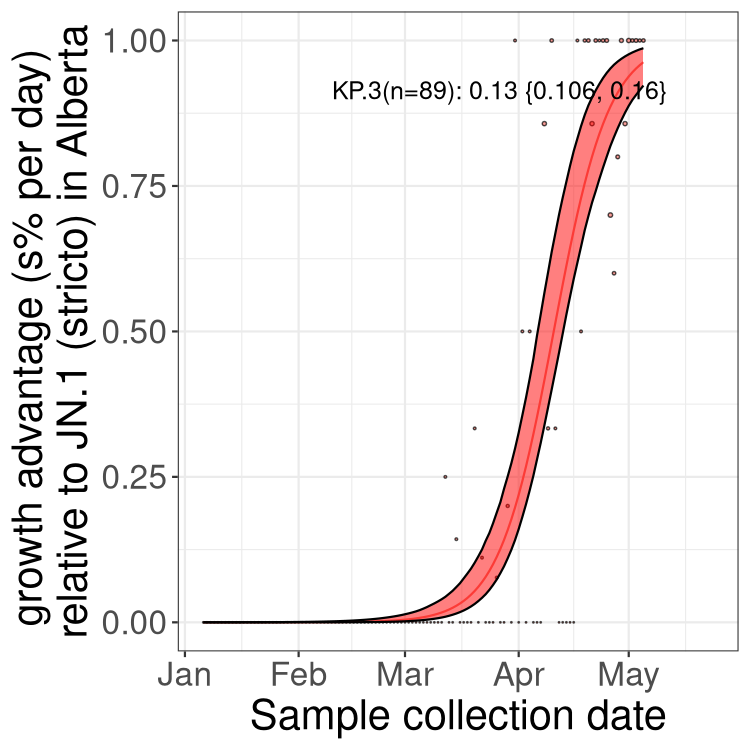 growth advantage (s% per day)
relative to JN.1 (stricto) in Alberta
1.00
0.75
0.50
0.25
0.00
KP.3(n=89): 0.13 {0.106, 0.16}
Jan Feb Mar Apr May
Sample collection date